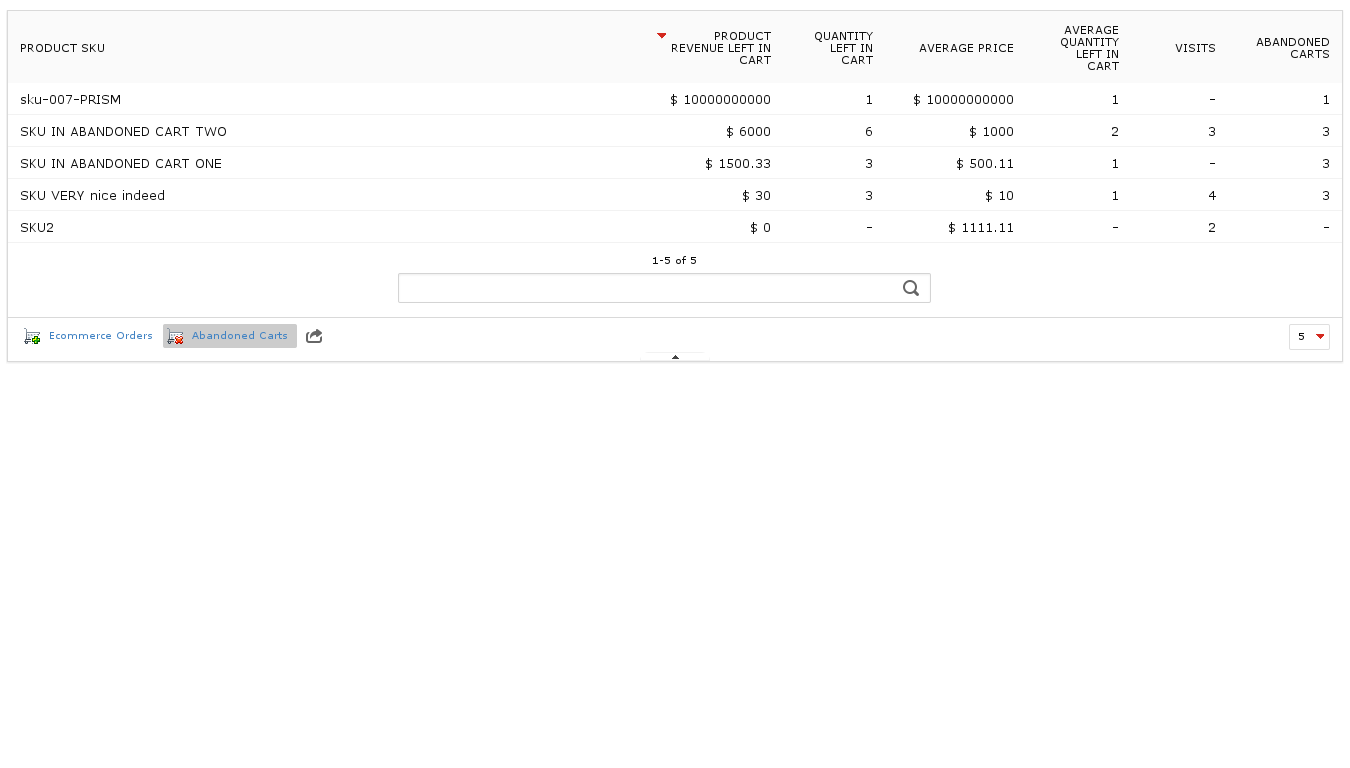 PRODUCT SKU PRODUCT REVENUE LEFT IN CART QUANTITY LEFT IN CART AVERAGE PRICE AVERAGE QUANTITY LEFT IN CART VISITS ABANDONED CARTS
sku-007-PRISM $ 10000000000 1 $ 10000000000 1 - 1
SKU IN ABANDONED CART TWO $ 6000 6 $ 1000 2 3 3
SKU IN ABANDONED CART ONE $ 1500.33 3 $ 500.11 1 - 3
SKU VERY nice indeed $ 30 3 $ 10 1 4 3
SKU2 $ 0 - $ 1111.11 - 2 -
1-5 of 5
Ecommerce Orders Abandoned Carts 5